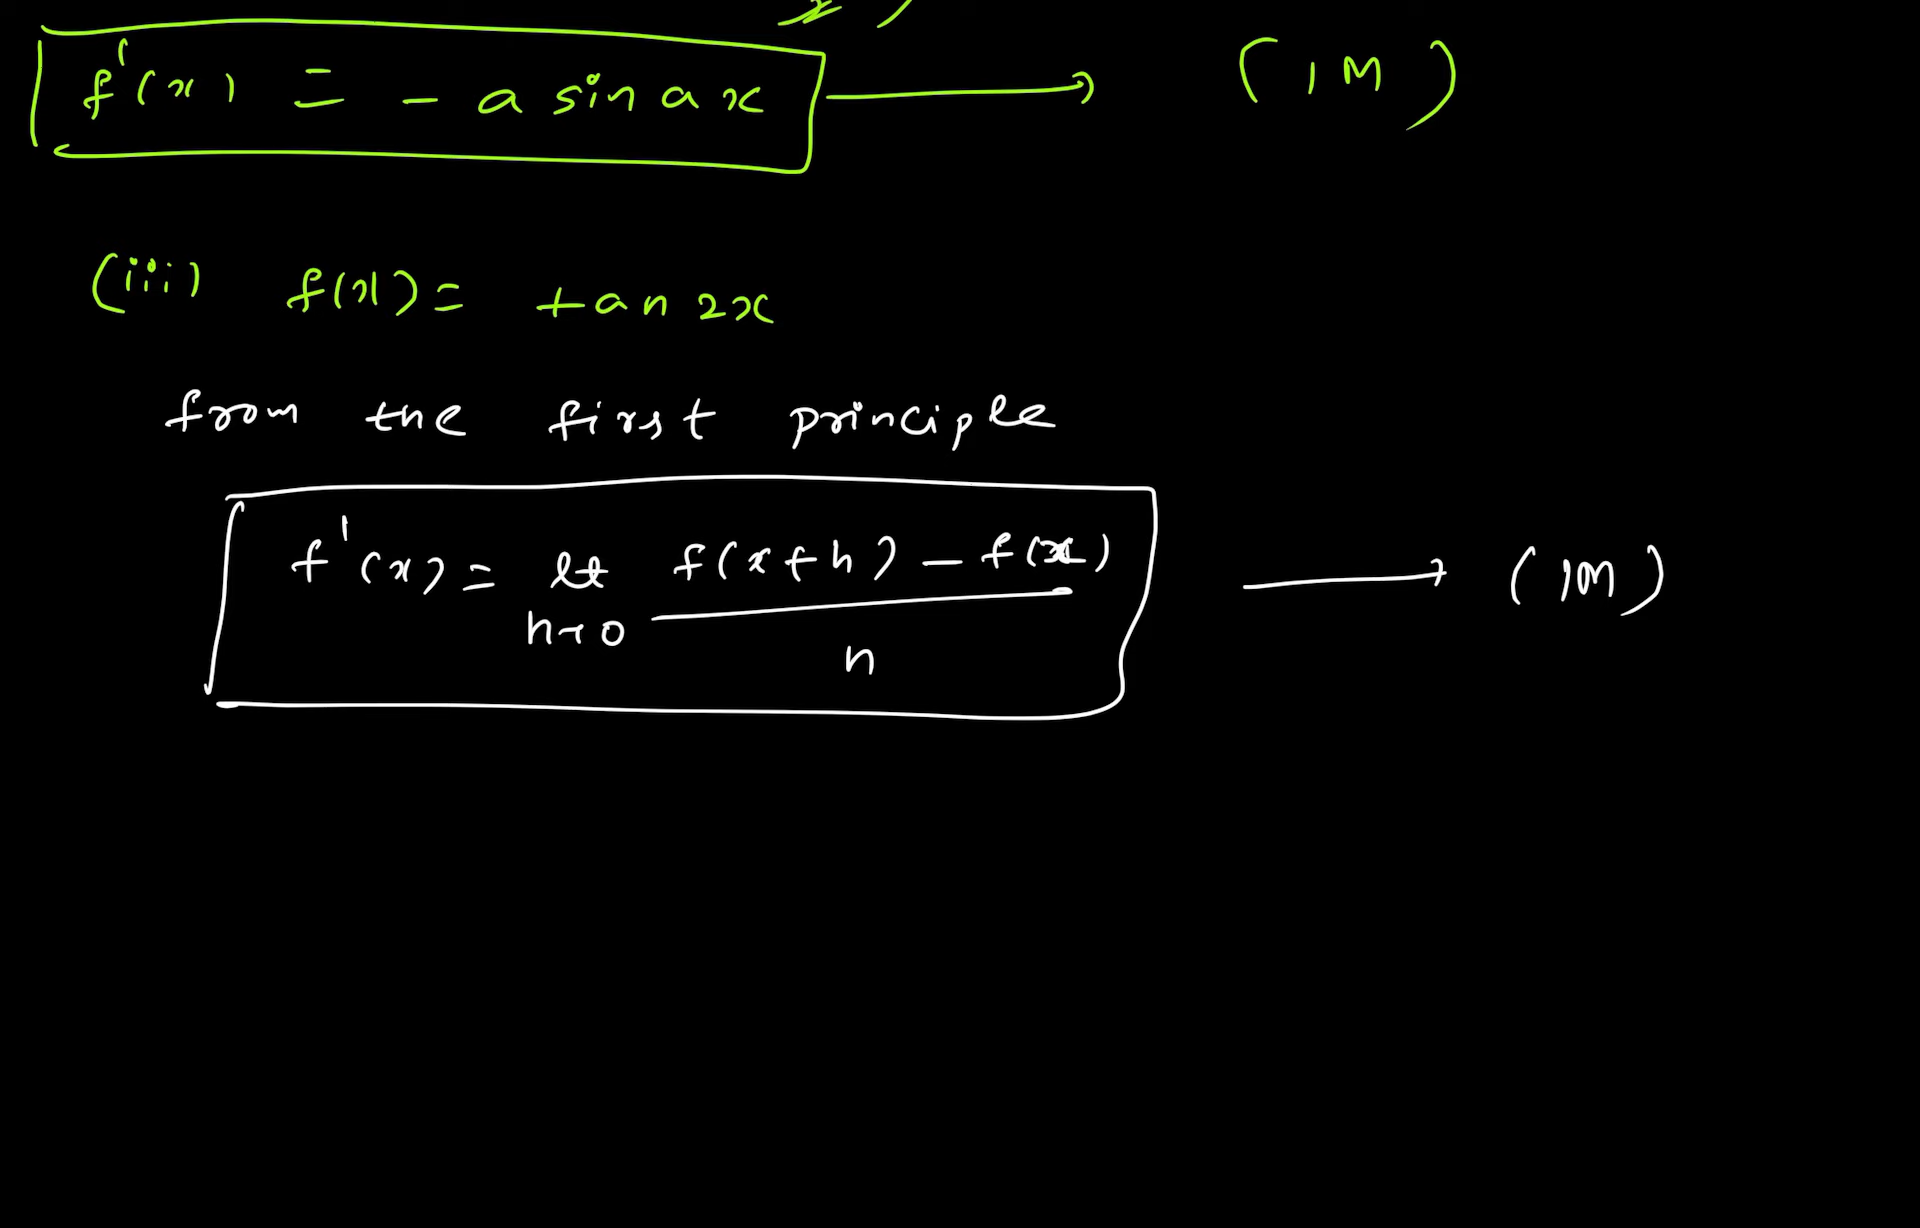 f'(x) = - a sin ax (1M)
(iii) f(x) = tan 2x
from the first principle
f'(x) = lt h→0 f(x+h) - f(x) / h (1M)